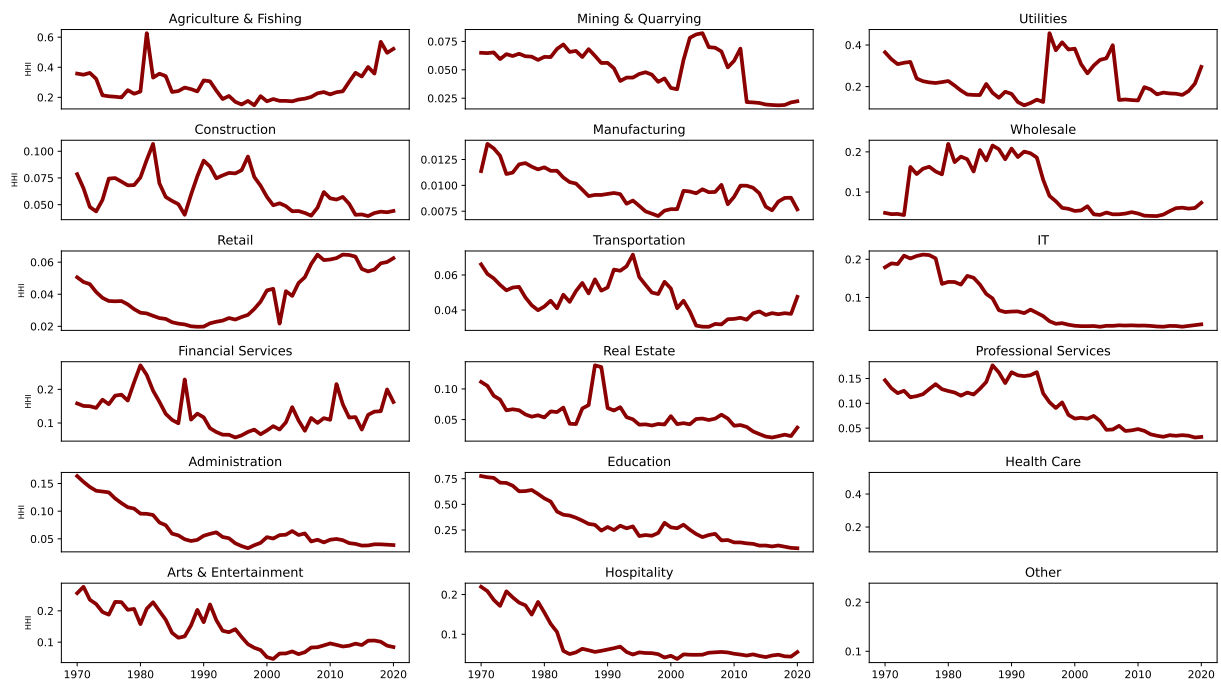 Agriculture & Fishing
Mining & Quarrying
Utilities
HHI
0.6
0.4
0.2
0.075
0.050
0.025
0.4
0.2
Construction
Manufacturing
Wholesale
HHI
0.100
0.075
0.050
0.0125
0.0100
0.0075
0.2
0.1
Retail
Transportation
IT
HHI
0.06
0.04
0.02
0.06
0.04
0.2
0.1
Financial Services
Real Estate
Professional Services
HHI
0.2
0.1
0.10
0.05
0.15
0.10
0.05
Administration
Education
Health Care
HHI
0.15
0.10
0.05
0.75
0.50
0.25
0.4
0.2
Arts & Entertainment
Hospitality
Other
HHI
0.2
0.1
0.2
0.1
0.2
0.1
1970 1980 1990 2000 2010 2020
1970 1980 1990 2000 2010 2020
1970 1980 1990 2000 2010 2020